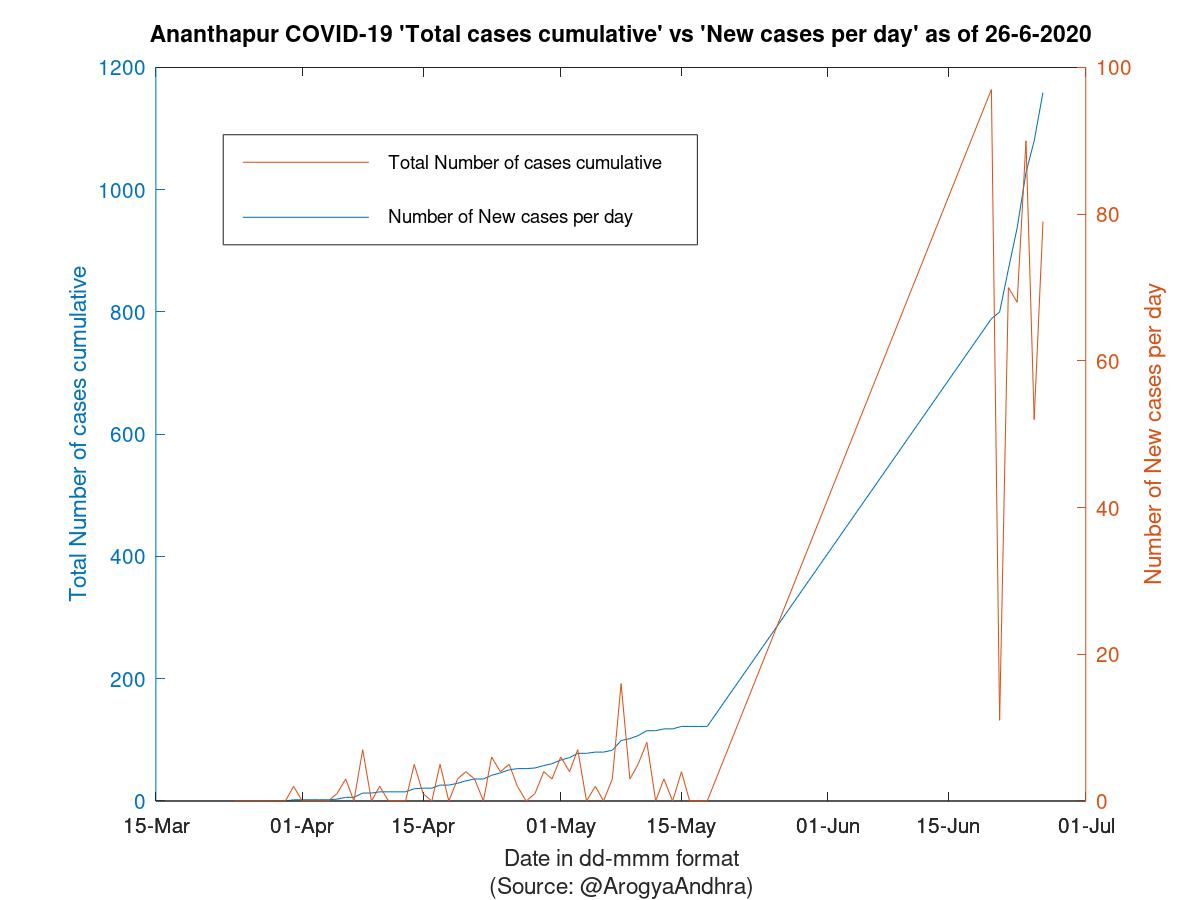 Ananthapur COVID-19 'Total cases cumulative' vs 'New cases per day' as of 26-6-2020
1200
1000
800
600
400
200
0
Total Number of cases cumulative
Total Number of cases cumulative
Number of New cases per day
100
80
60
40
20
0
Number of New cases per day
15-Mar 01-Apr 15-Apr 01-May 15-May 01-Jun 15-Jun 01-Jul
Date in dd-mmm format
(Source: @ArogyaAndhra)